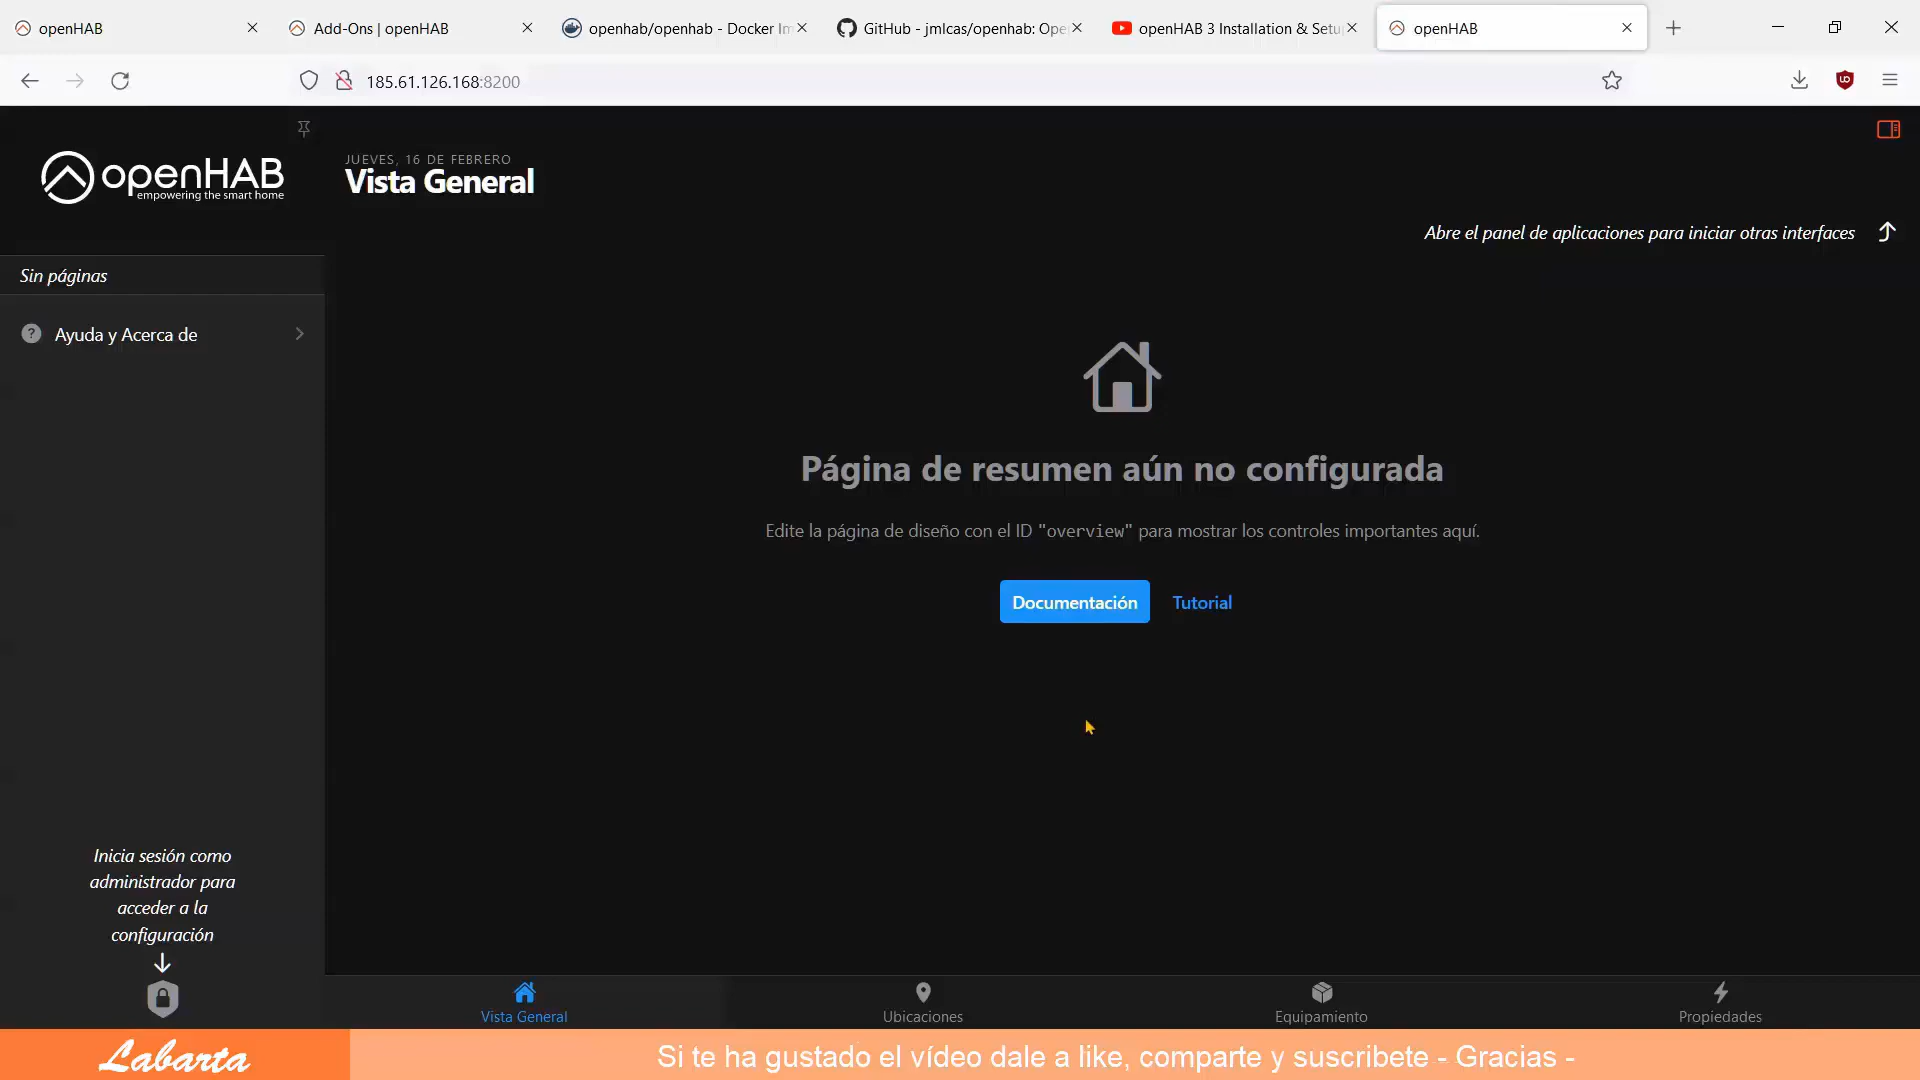 openHAB
Add-Ons | openHAB
openhab/openhab - Docker Im
GitHub - jmlcas/openhab: Ope
openHAB 3 Installation & Setu
openHAB
185.61.126.168:8200
openHAB
empowering the smart home
JUEVES, 16 DE FEBRERO
Vista General
Abre el panel de aplicaciones para iniciar otras interfaces
Sin páginas
Ayuda y Acerca de
Página de resumen aún no configurada
Edite la página de diseño con el ID "overview" para mostrar los controles importantes aquí.
Documentación
Tutorial
Inicia sesión como
administrador para
acceder a la
configuración
Vista General
Ubicaciones
Equipamiento
Propiedades
Labarta
Si te ha gustado el vídeo dale a like, comparte y suscribete - Gracias -